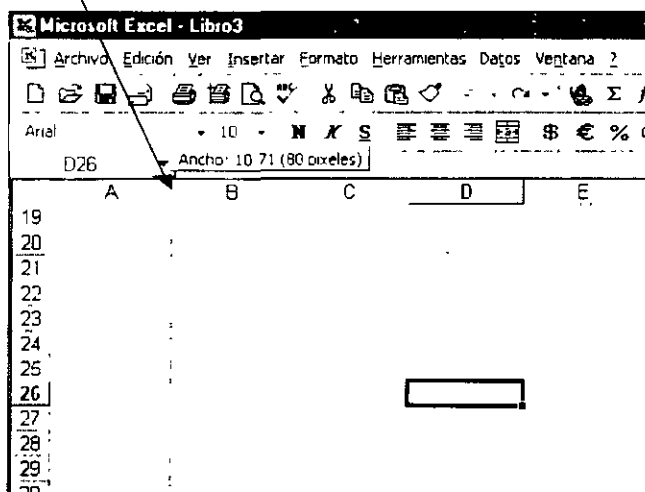 Microsoft Excel - Libro3
Archivo Edición Ver Insertar Formato Herramientas Datos Ventana ?
Arial 10 N K S $ € %
D26 Ancho: 10.71 (80 pixeles)
A B C D E
19
20
21
22
23
24
25
26
27
28
29